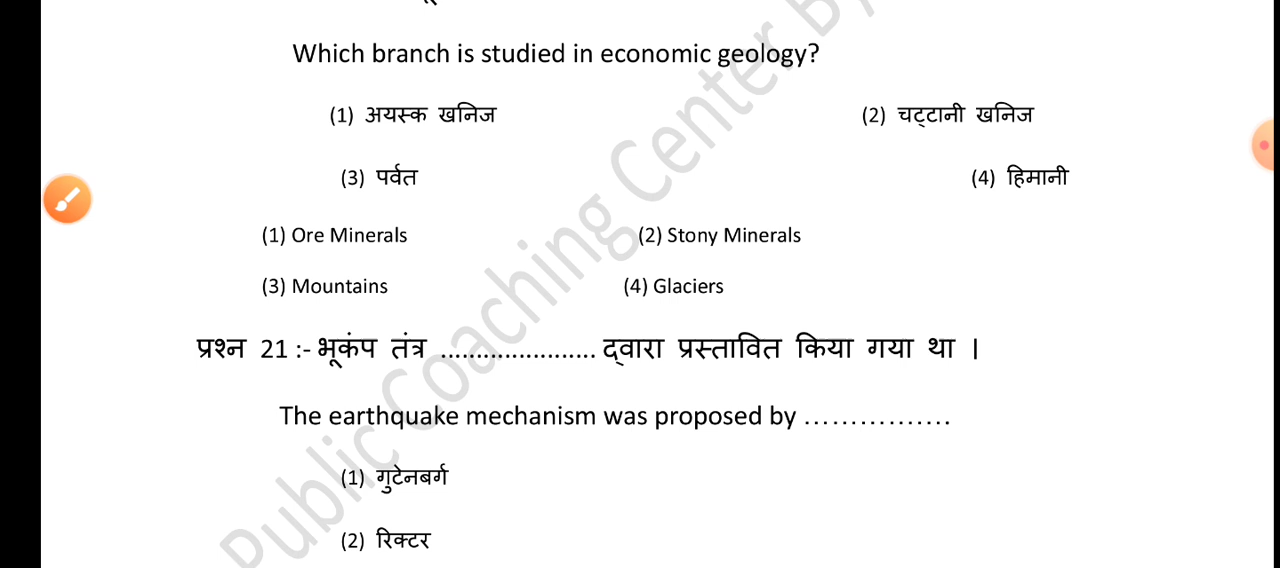 Which branch is studied in economic geology?
(1) अयस्क खनिज (2) चट्टानी खनिज
(3) पर्वत (4) हिमानी
(1) Ore Minerals (2) Stony Minerals
(3) Mountains (4) Glaciers
प्रश्न 21 :- भूकंप तंत्र ...................... द्वारा प्रस्तावित किया गया था ।
The earthquake mechanism was proposed by ................
(1) गुटेनबर्ग
(2) रिक्टर
Public Coaching Center By